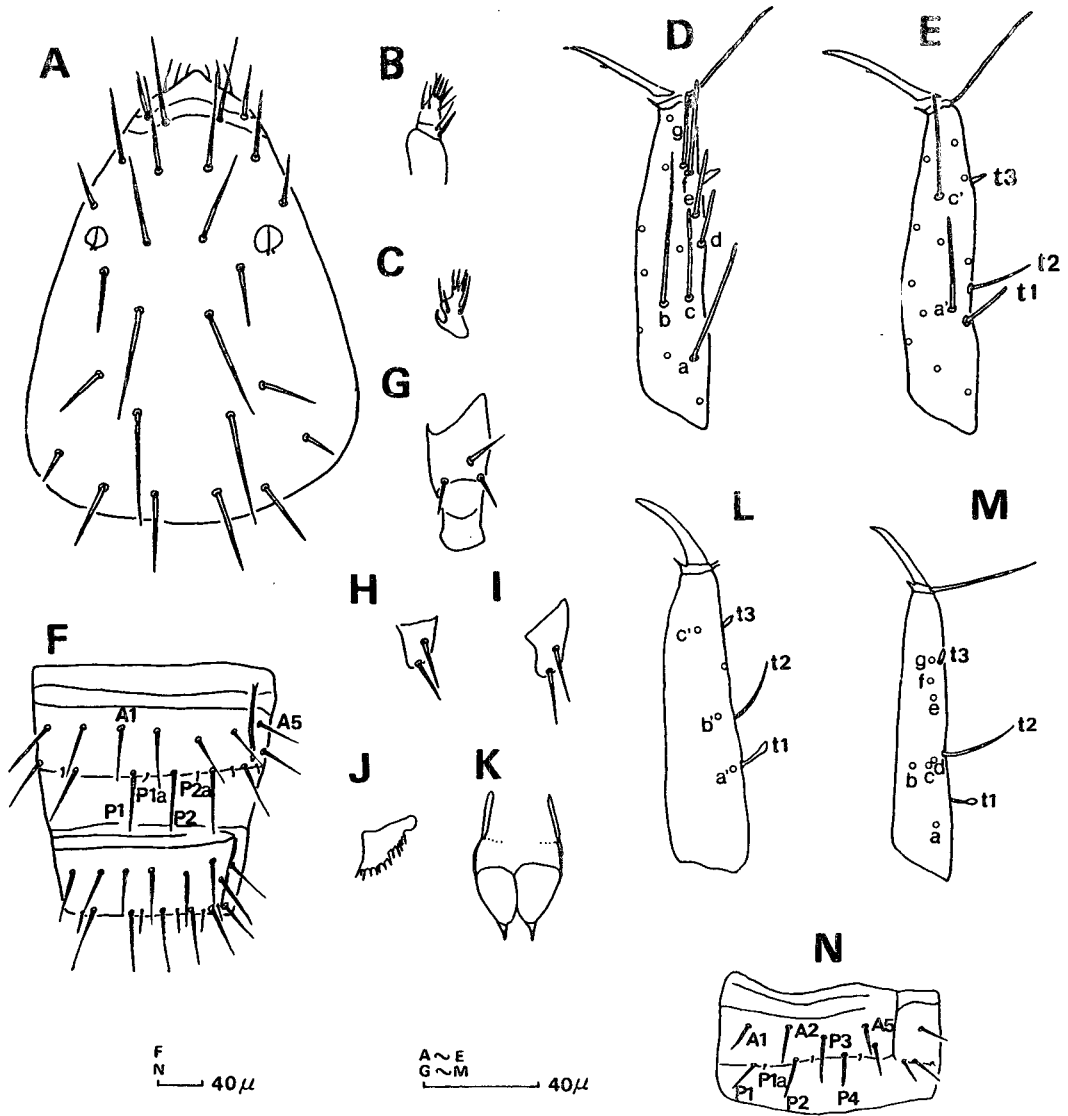 A
B
D
E
g
e
d
b
c
a
c'
t3
t2
a'
t1
C
G
H
I
L
M
c'
t3
t2
b'
a'
t1
g
t3
f
e
t2
b
c
d
t1
a
F
A1
A5
P1
P1a
P2a
P2
J
K
N
A1
A2
P3
A5
P1
P1a
P2
P4
F
N
40μ
A～E
G～M
40μ